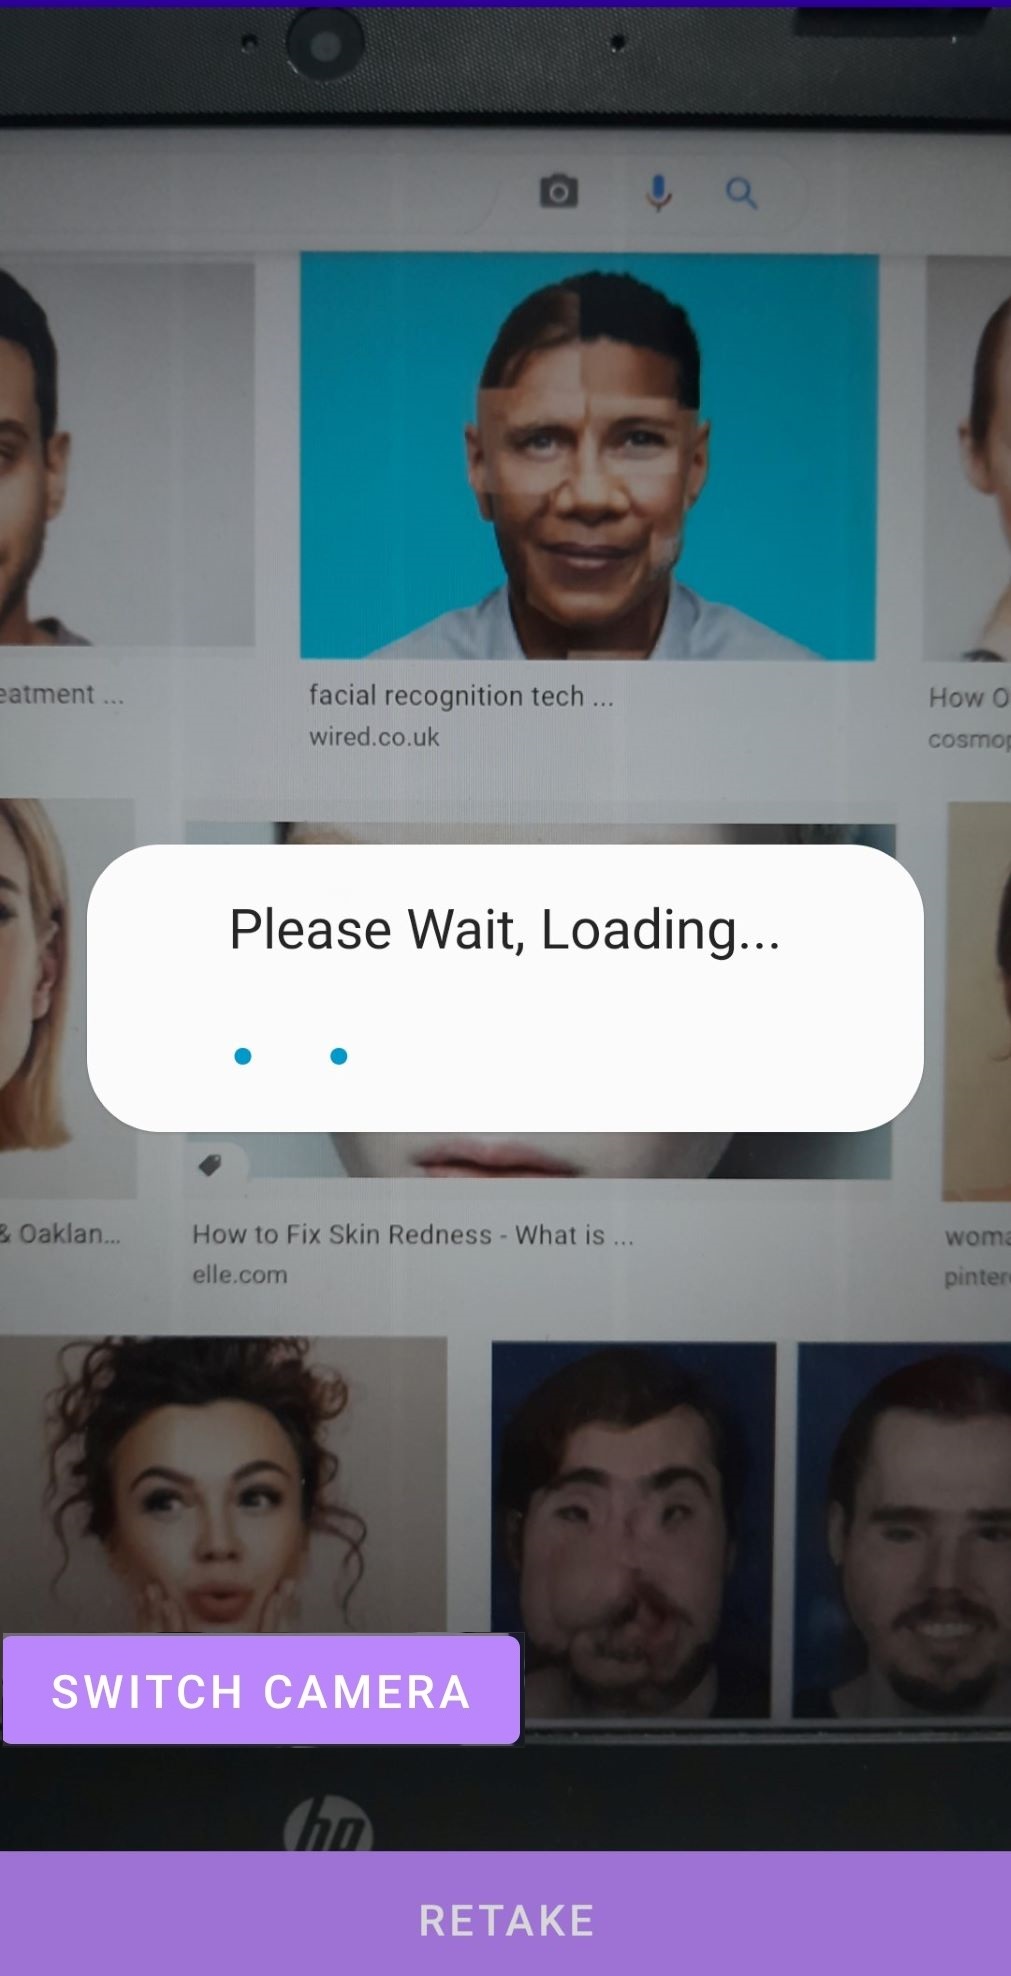 eatment ...
facial recognition tech ...
wired.co.uk
How O
cosmop
Please Wait, Loading...
& Oaklan...
How to Fix Skin Redness - What is ...
elle.com
woma
pinter
SWITCH CAMERA
hp
RETAKE